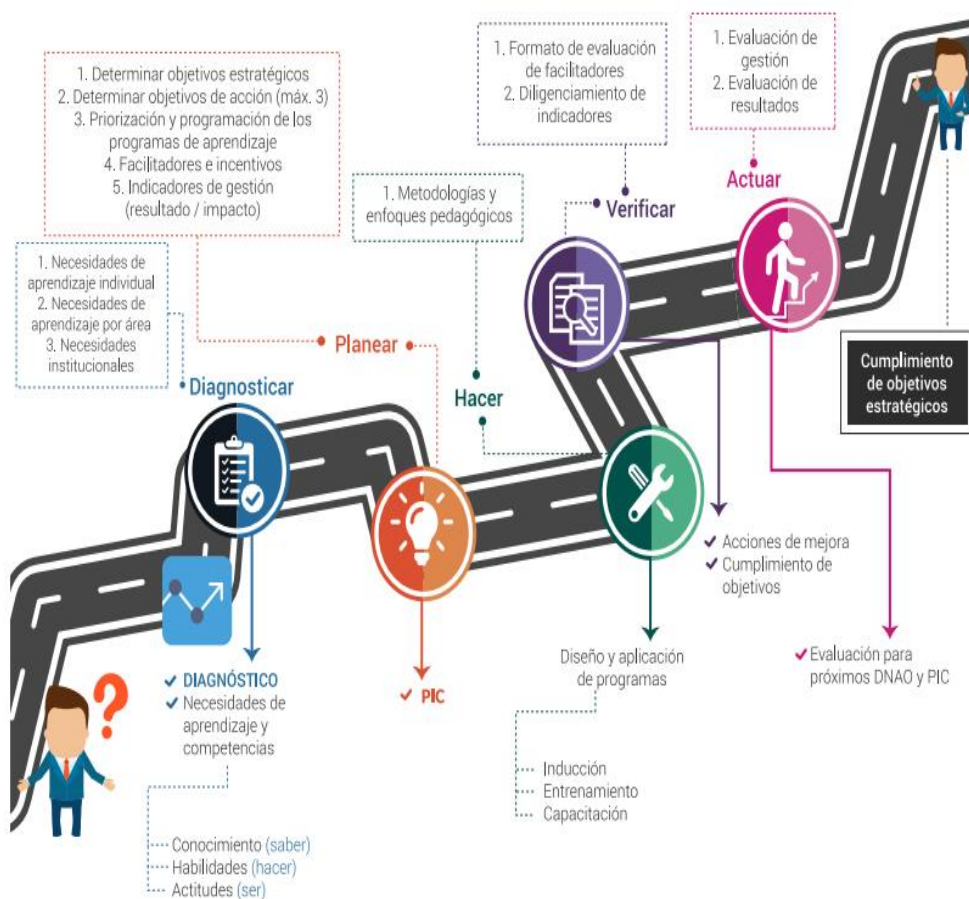 1. Determinar objetivos estratégicos
2. Determinar objetivos de acción (máx. 3)
3. Priorización y programación de los
programas de aprendizaje
4. Facilitadores e incentivos
5. Indicadores de gestión
(resultado / impacto)
1. Formato de evaluación
de facilitadores
2. Diligenciamiento de
indicadores
1. Evaluación de
gestión
2. Evaluación de
resultados
1. Metodologías y
enfoques pedagógicos
1. Necesidades de
aprendizaje individual
2. Necesidades de
aprendizaje por área
3. Necesidades
institucionales
Diagnosticar
Planear
Hacer
Verificar
Actuar
Cumplimiento
de objetivos
estratégicos
?
DIAGNÓSTICO
Necesidades de
aprendizaje y
competencias
Conocimiento (saber)
Habilidades (hacer)
Actitudes (ser)
PIC
Diseño y aplicación
de programas
Inducción
Entrenamiento
Capacitación
Acciones de mejora
Cumplimiento de
objetivos
Evaluación para
próximos DNAO y PIC